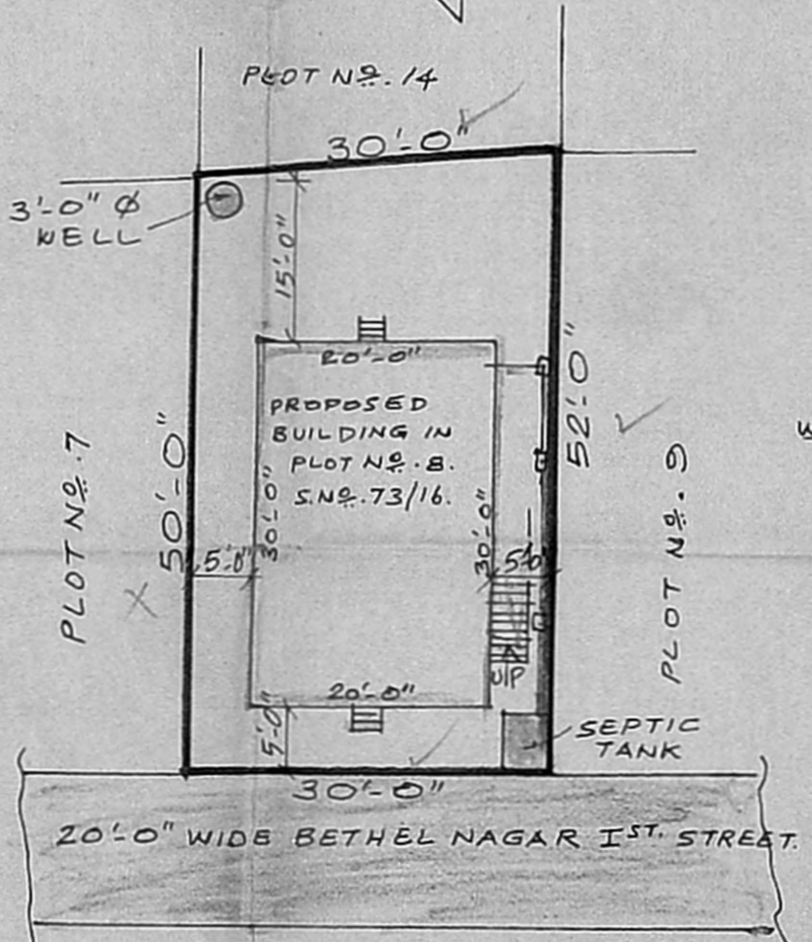 PLOT Nº. 14
30'-0"
3'-0" Ø
WELL
15'-0"
20'-0"
PROPOSED
BUILDING IN
PLOT Nº. 8.
S.Nº. 73/16.
PLOT Nº. 7
50'-0"
30'-0"
30'-0"
52'-0"
PLOT Nº. 9
5'-0"
5'-0"
UP
20'-0"
5'-0"
SEPTIC
TANK
30'-0"
20'-0" WIDE BETHEL NAGAR IST. STREET.